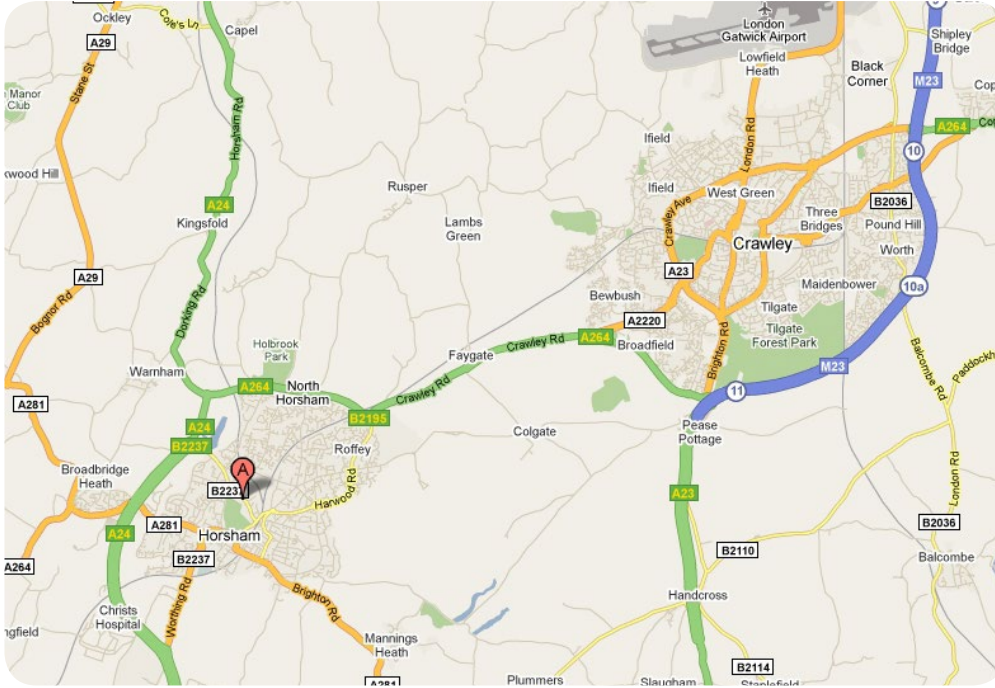 Ockley
Cole's Ln
Capel
A29
Stane St
Manor
Club
Horsham Rd
London
Gatwick Airport
Lowfield
Heath
Black
Corner
Shipley
Bridge
M23
A264
10
Ifield
London Rd
kwood Hill
Rusper
Ifield
West Green
Crawley Ave
B2036
A24
Kingsfold
Lambs
Green
Three
Bridges
Pound Hill
Crawley
Worth
A29
A23
Bognor Rd
Dorking Rd
Bewbush
Maidenbower
10a
A2220
Tilgate
Tilgate
Forest Park
Holbrook
Park
Faygate
Crawley Rd
A264
Broadfield
Brighton Rd
Balcombe Rd
Warnham
M23
A264
North
Horsham
Crawley Rd
11
A281
B2195
A24
B2237
Colgate
Pease
Pottage
Roffey
Broadbridge
Heath
A
B2237
Harwood Rd
A23
London Rd
A24
A281
Horsham
B2036
B2237
B2110
Balcombe
A264
Worthing Rd
Brighton Rd
Handcross
Christs
Hospital
ngfield
Mannings
Heath
B2114
A281
Plummers
Slaugham
Staplefield